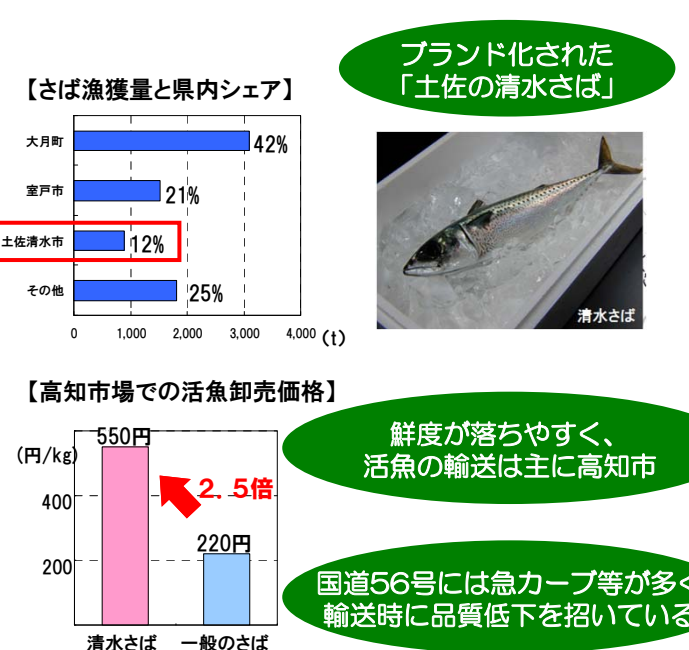 ブランド化された
「土佐の清水さば」
【さば漁獲量と県内シェア】
大月町
42%
室戸市
21%
土佐清水市
12%
その他
25%
0 1,000 2,000 3,000 4,000 (t)
清水さば
【高知市場での活魚卸売価格】
(円/kg)
550円
400
2.5倍
220円
200
清水さば 一般のさば
鮮度が落ちやすく、
活魚の輸送は主に高知市
国道56号には急カーブ等が多く
輸送時に品質低下を招いている